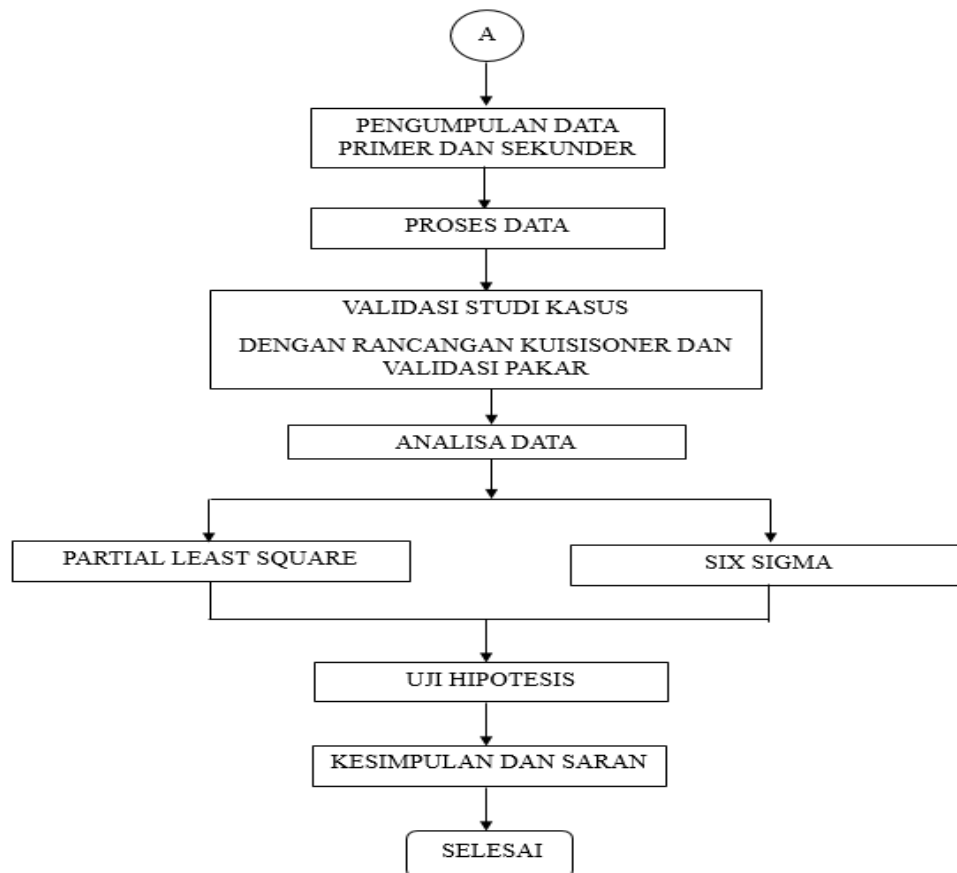 A
PENGUMPULAN DATA
PRIMER DAN SEKUNDER
PROSES DATA
VALIDASI STUDI KASUS
DENGAN RANCANGAN KUISISONER DAN
VALIDASI PAKAR
ANALISA DATA
PARTIAL LEAST SQUARE
SIX SIGMA
UJI HIPOTESIS
KESIMPULAN DAN SARAN
SELESAI